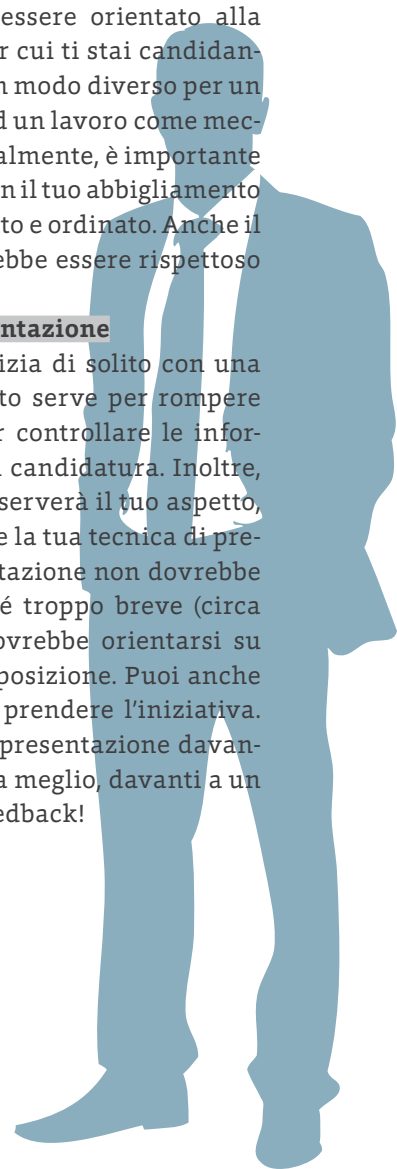 essere orientato alla
r cui ti stai candidan-
n modo diverso per un
d un lavoro come mec-
almente, è importante
n il tuo abbigliamento
to e ordinato. Anche il
ebbe essere rispettoso
ntazione
izia di solito con una
to serve per rompere
r controllare le infor-
a candidatura. Inoltre,
serverà il tuo aspetto,
e la tua tecnica di pre-
tazione non dovrebbe
é troppo breve (circa
ovrebbe orientarsi su
posizione. Puoi anche
prendere l’iniziativa.
presentazione davan-
a meglio, davanti a un
edback!